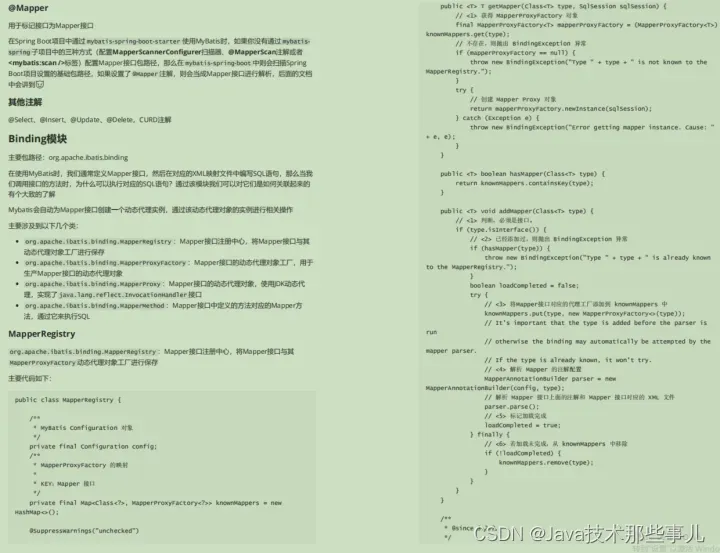 @Mapper
用于标记接口为Mapper接口
在Spring Boot项目中通过 mybatis-spring-boot-starter 使用MyBatis时，如果你没有通过 mybatis-
spring 子项目中的三种方式（配置MapperScannerConfigurer扫描器、@MapperScan注解或者
<mybatis:scan />标签）配置Mapper接口包路径，那么在 mybatis-spring-boot 中则会扫描Spring
Boot项目设置的基础包路径，如果设置了 @Mapper 注解，则会当成Mapper接口进行解析，后面的文档
中会讲到
其他注解
@Select、@Insert、@Update、@Delete、CURD注解
Binding模块
主要包路径：org.apache.ibatis.binding
在使用MyBatis时，我们通常定义Mapper接口，然后在对应的XML映射文件中编写SQL语句，那么当我
们调用接口的方法时，为什么可以执行对应的SQL语句？通过该模块我们可以对它们是如何关联起来的
有个大致的了解
Mybatis会自动为Mapper接口创建一个动态代理实例，通过该动态代理对象的实例进行相关操作
主要涉及到以下几个类：
• org.apache.ibatis.binding.MapperRegistry：Mapper接口注册中心，将Mapper接口与其
动态代理对象工厂进行保存
• org.apache.ibatis.binding.MapperProxyFactory：Mapper接口的动态代理对象工厂，用于
生产Mapper接口的动态代理对象
• org.apache.ibatis.binding.MapperProxy：Mapper接口的动态代理对象，使用JDK动态代
理，实现了 java.lang.reflect.InvocationHandler 接口
• org.apache.ibatis.binding.MapperMethod：Mapper接口中定义的方法对应的Mapper方
法，通过它来执行SQL
MapperRegistry
org.apache.ibatis.binding.MapperRegistry：Mapper接口注册中心，将Mapper接口与其
MapperProxyFactory 动态代理对象工厂进行保存
主要代码如下：
public class MapperRegistry {
/**
* MyBatis Configuration 对象
*/
private final Configuration config;
/**
* MapperProxyFactory 的映射
*
* KEY：Mapper 接口
*/
private final Map<Class<?>, MapperProxyFactory<?>> knownMappers = new
HashMap<>();
@SuppressWarnings("unchecked")
public <T> T getMapper(Class<T> type, SqlSession sqlSession) {
// <1> 获得 MapperProxyFactory 对象
final MapperProxyFactory<T> mapperProxyFactory = (MapperProxyFactory<T>)
knownMappers.get(type);
// 不存在，则抛出 BindingException 异常
if (mapperProxyFactory == null) {
throw new BindingException("Type " + type + " is not known to the
MapperRegistry.");
}
try {
// 创建 Mapper Proxy 对象
return mapperProxyFactory.newInstance(sqlSession);
} catch (Exception e) {
throw new BindingException("Error getting mapper instance. Cause: "
+ e, e);
}
}
public <T> boolean hasMapper(Class<T> type) {
return knownMappers.containsKey(type);
}
public <T> void addMapper(Class<T> type) {
// <1> 判断，必须是接口。
if (type.isInterface()) {
// <2> 已经添加过，则抛出 BindingException 异常
if (hasMapper(type)) {
throw new BindingException("Type " + type + " is already known
to the MapperRegistry.");
}
boolean loadCompleted = false;
try {
// <3> 将Mapper接口对应的代理工厂添加到 knownMappers 中
knownMappers.put(type, new MapperProxyFactory<>(type));
// It's important that the type is added before the parser is
run
// otherwise the binding may automatically be attempted by the
mapper parser.
// If the type is already known, it won't try.
// <4> 解析 Mapper 的注解配置
MapperAnnotationBuilder parser = new
MapperAnnotationBuilder(config, type);
// 解析 Mapper 接口上面的注解和 Mapper 接口对应的 XML 文件
parser.parse();
// <5> 标记加载完成
loadCompleted = true;
} finally {
// <6> 若加载未完成，从 knownMappers 中移除
if (!loadCompleted) {
knownMappers.remove(type);
}
}
}
}
/**
* @since 3.2.2
*/
CSDN @Java技术那些事儿